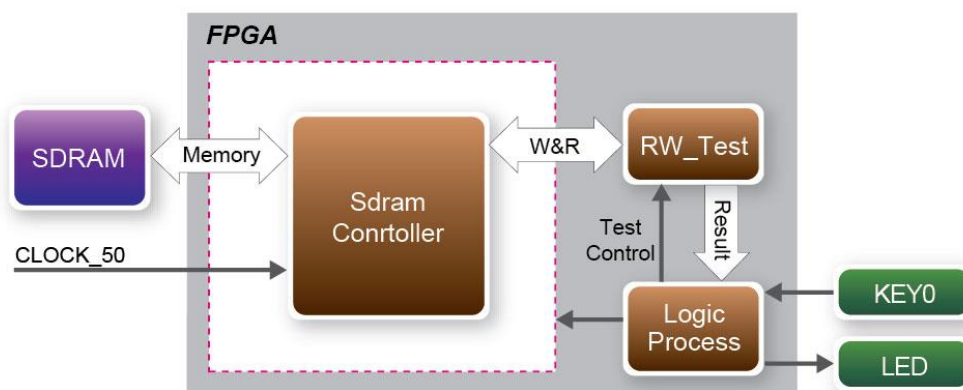 FPGA
SDRAM
Memory
Sdram
Conrtoller
W&R
RW_Test
CLOCK_50
Test
Control
Result
Logic
Process
KEY0
LED